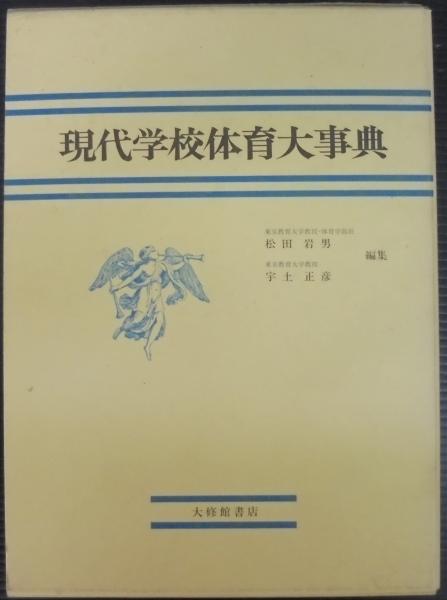 現代学校体育大事典
東京教育大学教授・体育学部長
松田岩男
東京教育大学教授
宇土正彦
編集
大修館書店